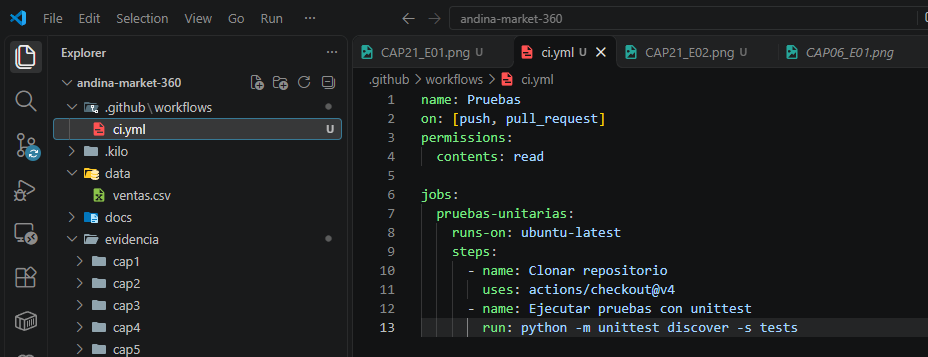 File Edit Selection View Go Run ... andina-market-360
Explorer ...
andina-market-360
.github\workflows
ci.yml U
.kilo
data
ventas.csv
docs
evidencia
cap1
cap2
cap3
cap4
cap5
CAP21_E01.png U ci.yml U CAP21_E02.png U CAP06_E01.png
.github > workflows > ci.yml
1 name: Pruebas
2 on: [push, pull_request]
3 permissions:
4 contents: read
5
6 jobs:
7 pruebas-unitarias:
8 runs-on: ubuntu-latest
9 steps:
10 - name: Clonar repositorio
11 uses: actions/checkout@v4
12 - name: Ejecutar pruebas con unittest
13 run: python -m unittest discover -s tests